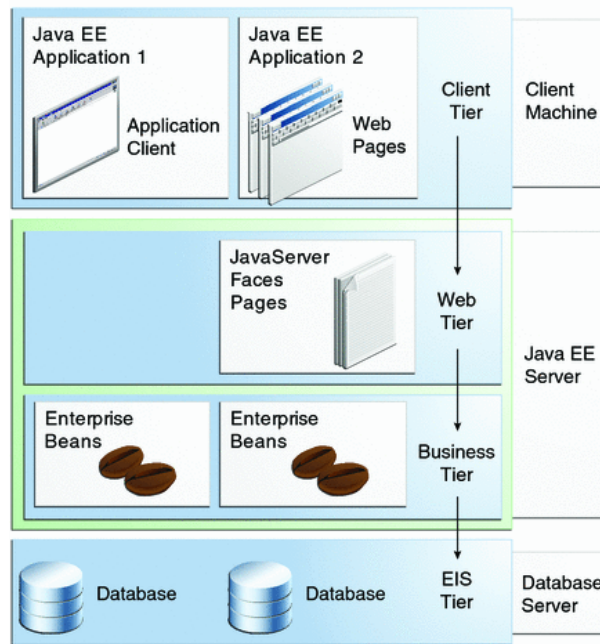 Java EE
Application 1
Application
Client
Java EE
Application 2
Web
Pages
Client
Tier
Client
Machine
JavaServer
Faces
Pages
Web
Tier
Java EE
Server
Enterprise
Beans
Enterprise
Beans
Business
Tier
Database
Database
EIS
Tier
Database
Server